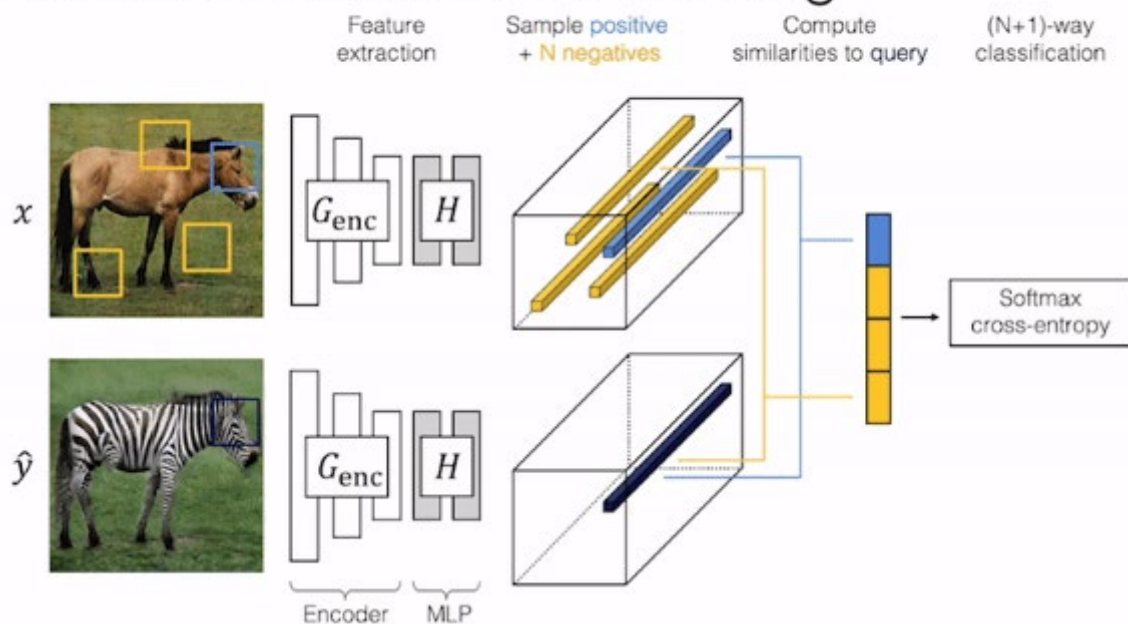 Feature
extraction
Sample positive
+ N negatives
Compute
similarities to query
(N+1)-way
classification
x
G_enc
H
Softmax
cross-entropy
ŷ
G_enc
H
Encoder
MLP